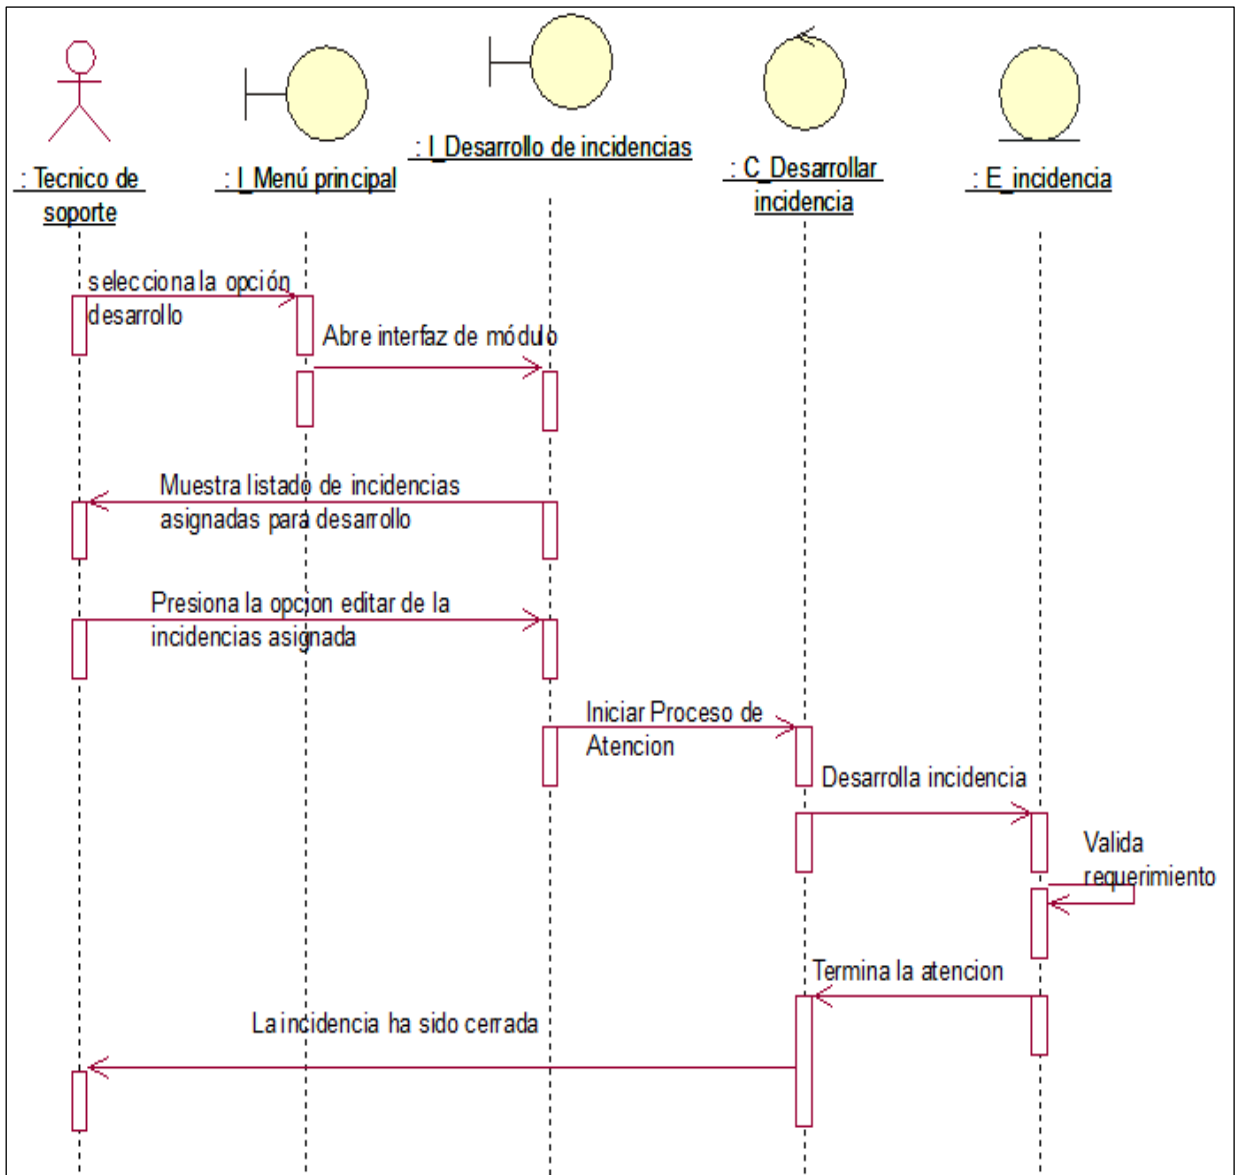 : Tecnico de
soporte
: I_Menú principal
: I_Desarrollo de incidencias
: C_Desarrollar
incidencia
: E_incidencia
selecciona la opción
desarrollo
Abre interfaz de módulo
Muestra listado de incidencias
asignadas para desarrollo
Presiona la opcion editar de la
incidencias asignada
Iniciar Proceso de
Atencion
Desarrolla incidencia
Valida
requerimiento
Termina la atencion
La incidencia ha sido cerrada